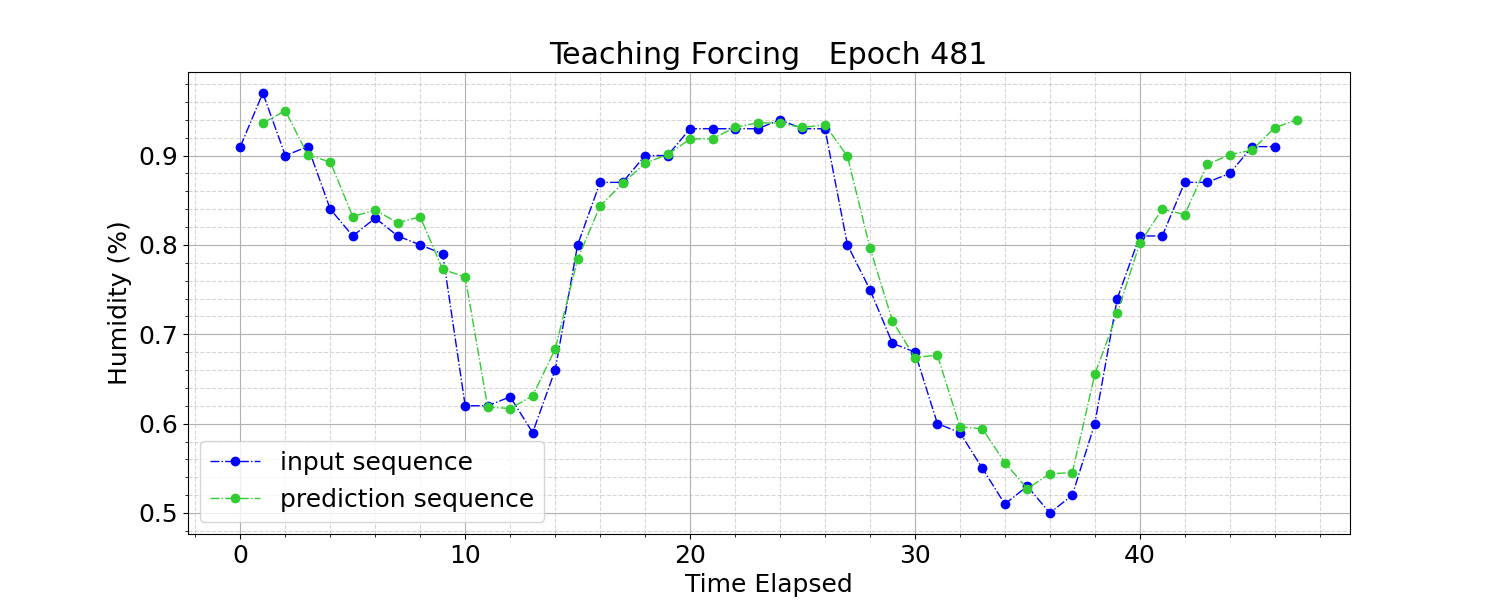 Teaching Forcing   Epoch 481
Humidity (%)
0.9
0.8
0.7
0.6
0.5
input sequence
prediction sequence
0 10 20 30 40
Time Elapsed